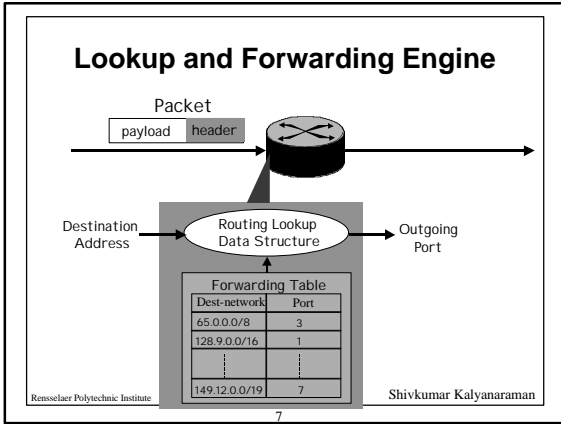 Lookup and Forwarding Engine
Packet
payload header
Destination
Address
Routing Lookup
Data Structure
Outgoing
Port
Forwarding Table
Dest-network Port
65.0.0.0/8 3
128.9.0.0/16 1
149.12.0.0/19 7
Rensselaer Polytechnic Institute
Shivkumar Kalyanaraman
7